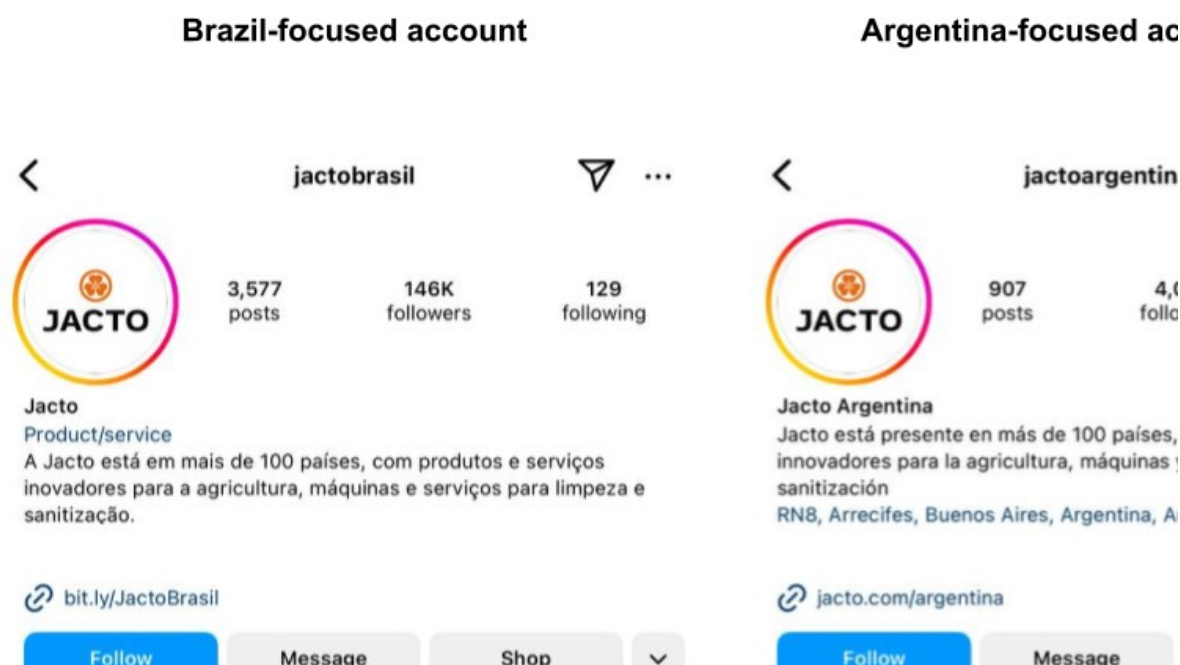 Brazil-focused account
jactobrasil
JACTO
3,577
posts
146K
followers
129
following
Jacto
Product/service
A Jacto está em mais de 100 países, com produtos e serviços
inovadores para a agricultura, máquinas e serviços para limpeza e
sanitização.
bit.ly/JactoBrasil
Follow
Message
Shop
Argentina-focused ac
jactoargentin
JACTO
907
posts
4,0
follo
Jacto Argentina
Jacto está presente en más de 100 países,
innovadores para la agricultura, máquinas y
sanitización
RN8, Arrecifes, Buenos Aires, Argentina, A
jacto.com/argentina
Follow
Message